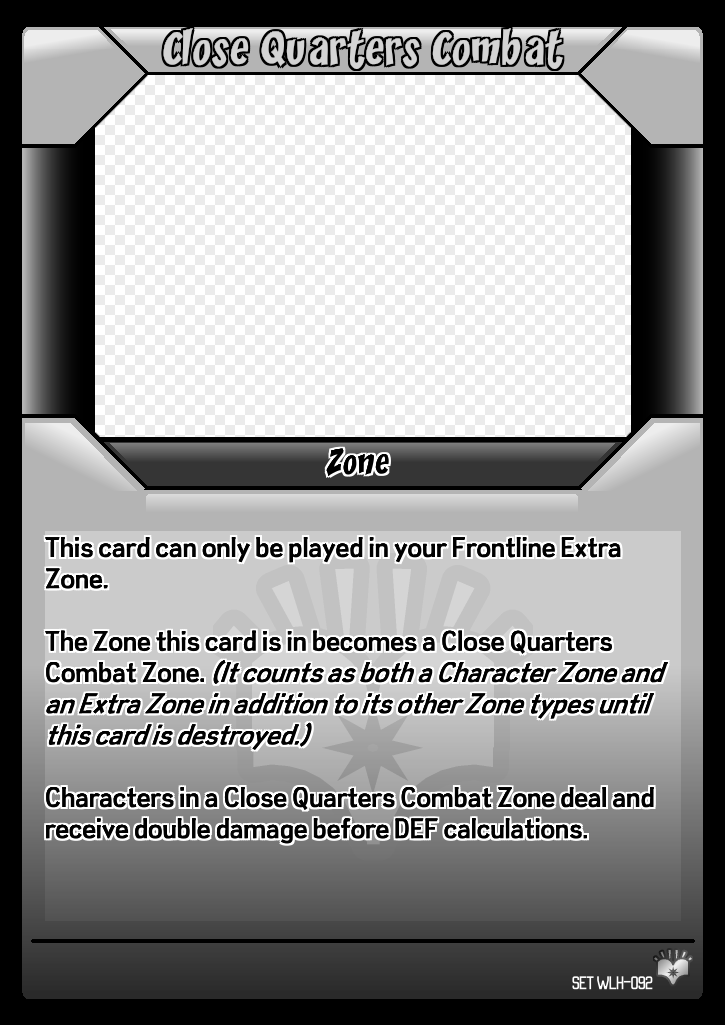 Close Quarters Combat
Zone
This card can only be played in your Frontline Extra
Zone.
The Zone this card is in becomes a Close Quarters
Combat Zone. (It counts as both a Character Zone and
an Extra Zone in addition to its other Zone types until
this card is destroyed.)
Characters in a Close Quarters Combat Zone deal and
receive double damage before DEF calculations.
SET WLH-092